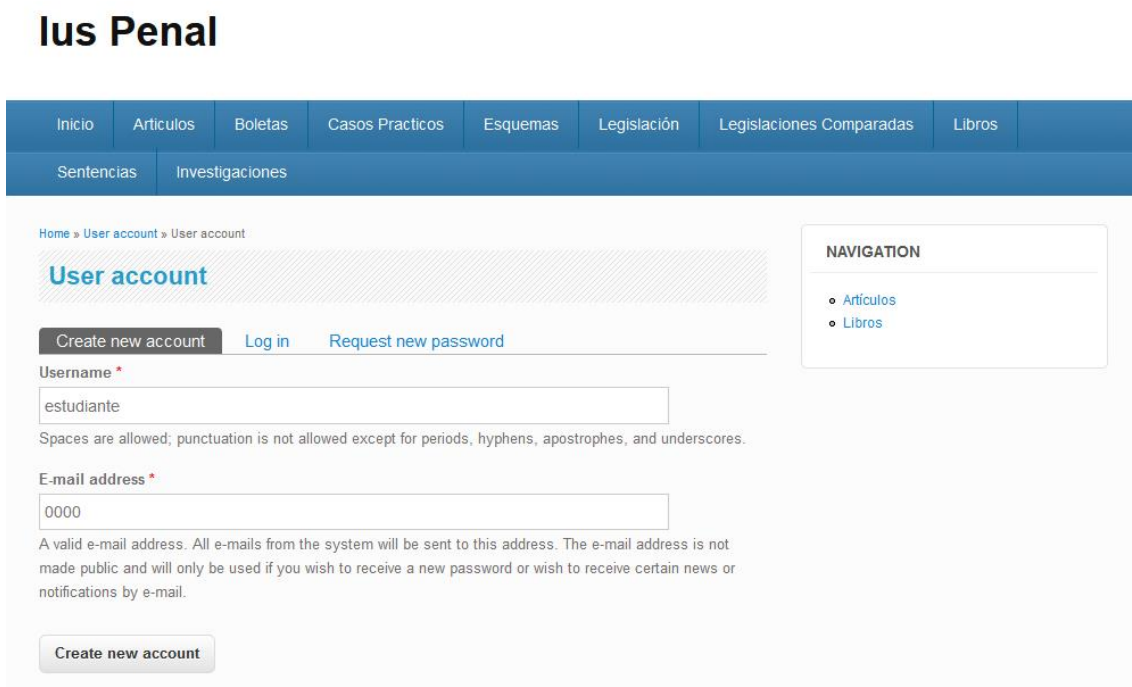 Ius Penal
Inicio Articulos Boletas Casos Practicos Esquemas Legislación Legislaciones Comparadas Libros
Sentencias Investigaciones
Home » User account » User account
User account
Create new account Log in Request new password
Username *
estudiante
Spaces are allowed; punctuation is not allowed except for periods, hyphens, apostrophes, and underscores.
E-mail address *
0000
A valid e-mail address. All e-mails from the system will be sent to this address. The e-mail address is not
made public and will only be used if you wish to receive a new password or wish to receive certain news or
notifications by e-mail.
Create new account
NAVIGATION
Artículos
Libros